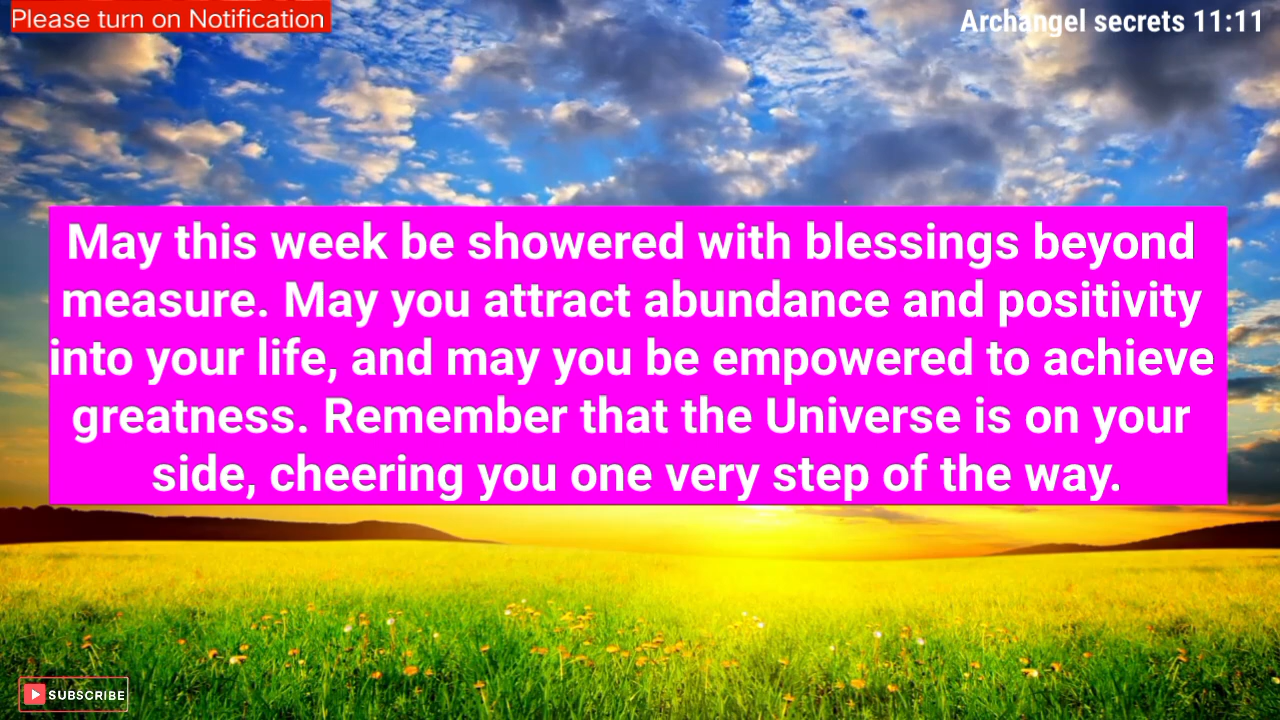 Please turn on Notification
Archangel secrets 11:11
May this week be showered with blessings beyond
measure. May you attract abundance and positivity
into your life, and may you be empowered to achieve
greatness. Remember that the Universe is on your
side, cheering you one very step of the way.
SUBSCRIBE